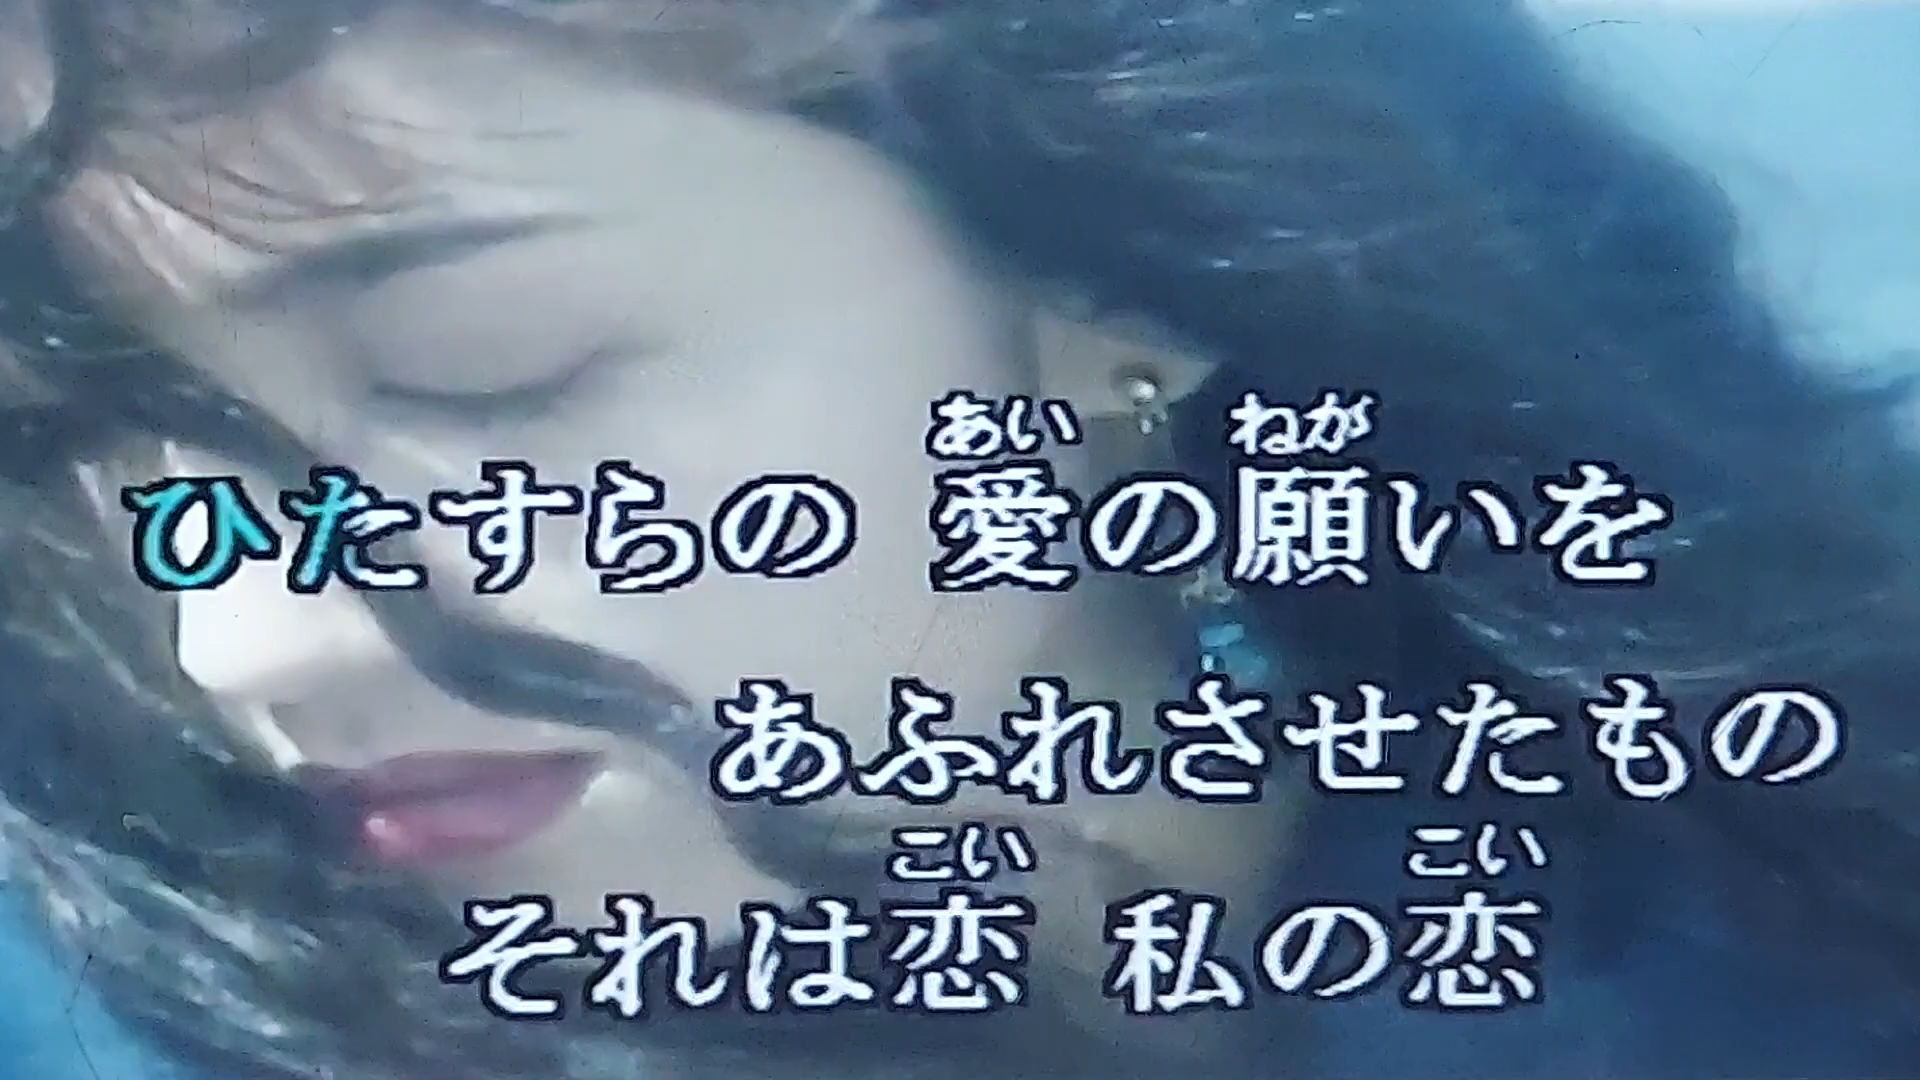 あい ねが
ひたすらの 愛の願いを
あふれさせたもの
こい こい
それは恋 私の恋